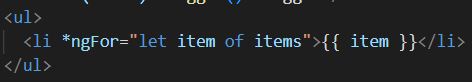 <ul>
<li *ngFor="let item of items">{{ item }}</li>
</ul>